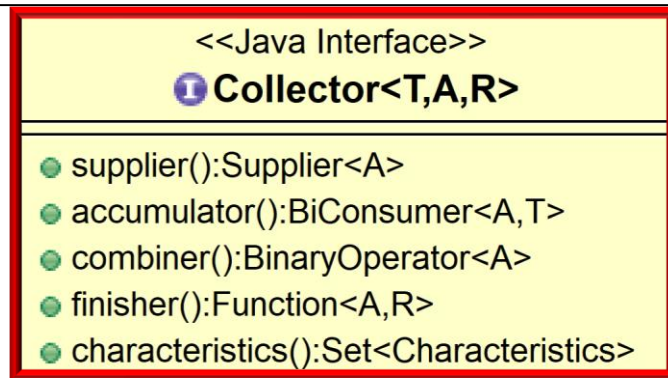 <<Java Interface>>
I Collector<T,A,R>
supplier():Supplier<A>
accumulator():BiConsumer<A,T>
combiner():BinaryOperator<A>
finisher():Function<A,R>
characteristics():Set<Characteristics>